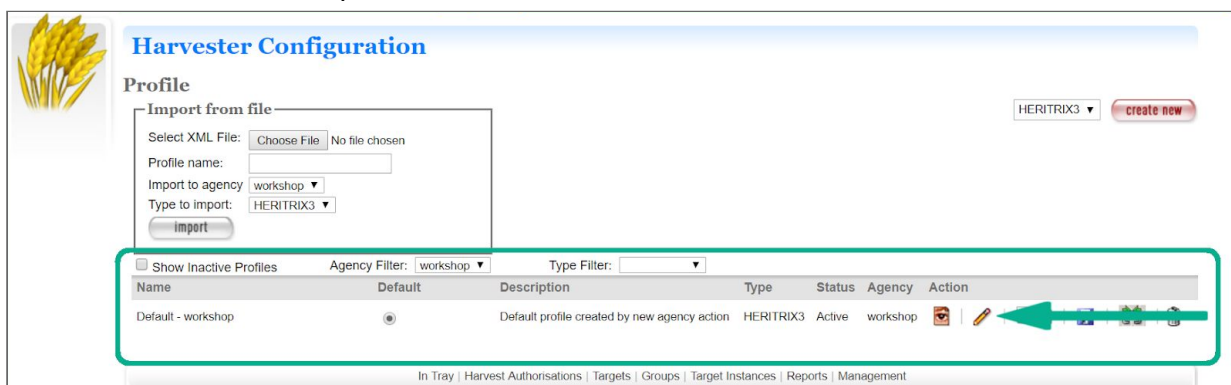 Harvester Configuration
Profile
Import from file
HERITRIX3 create new
Select XML File: Choose File No file chosen
Profile name:
Import to agency workshop
Type to import: HERITRIX3
import
Show Inactive Profiles Agency Filter: workshop Type Filter:
Name Default Description Type Status Agency Action
Default - workshop Default profile created by new agency action HERITRIX3 Active workshop
In Tray | Harvest Authorisations | Targets | Groups | Target Instances | Reports | Management